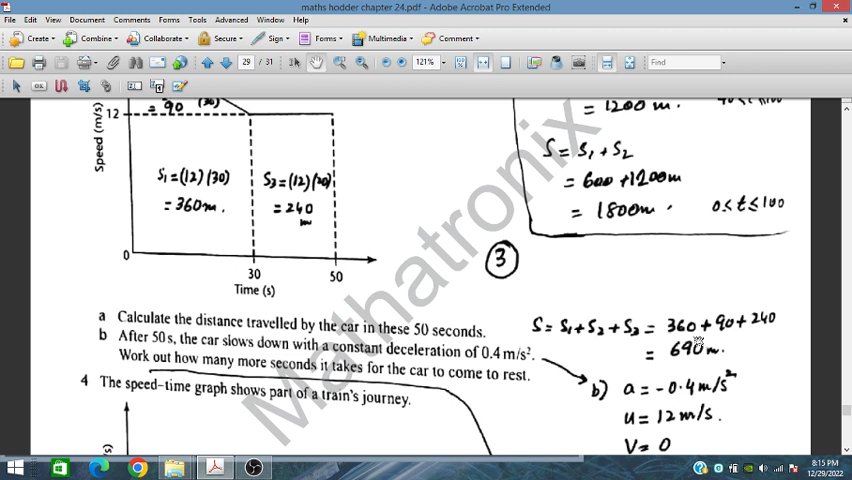 maths hodder chapter 24.pdf - Adobe Acrobat Pro Extended
File Edit View Document Comments Forms Tools Advanced Window Help
Create Combine Collaborate Secure Sign Forms Multimedia Comment
29 / 31 121% Find
= 90 (30)
12
Speed (m/s)
S₁ = (12)(30)
= 360m.
S₃ = (12)(20)
= 240
m
0
30 50
Time (s)
= 1200m.
S = S₁ + S₂
= 600 + 1200m
= 1800m. 0 ≤ t ≤ 100
3
a Calculate the distance travelled by the car in these 50 seconds.
b After 50 s, the car slows down with a constant deceleration of 0.4 m/s².
Work out how many more seconds it takes for the car to come to rest.
4 The speed-time graph shows part of a train's journey.
S = S₁ + S₂ + S₃ = 360 + 90 + 240
= 690m.
b) a = -0.4 m/s²
u = 12 m/s.
V = 0
Mathatronix
8:15 PM
12/29/2022